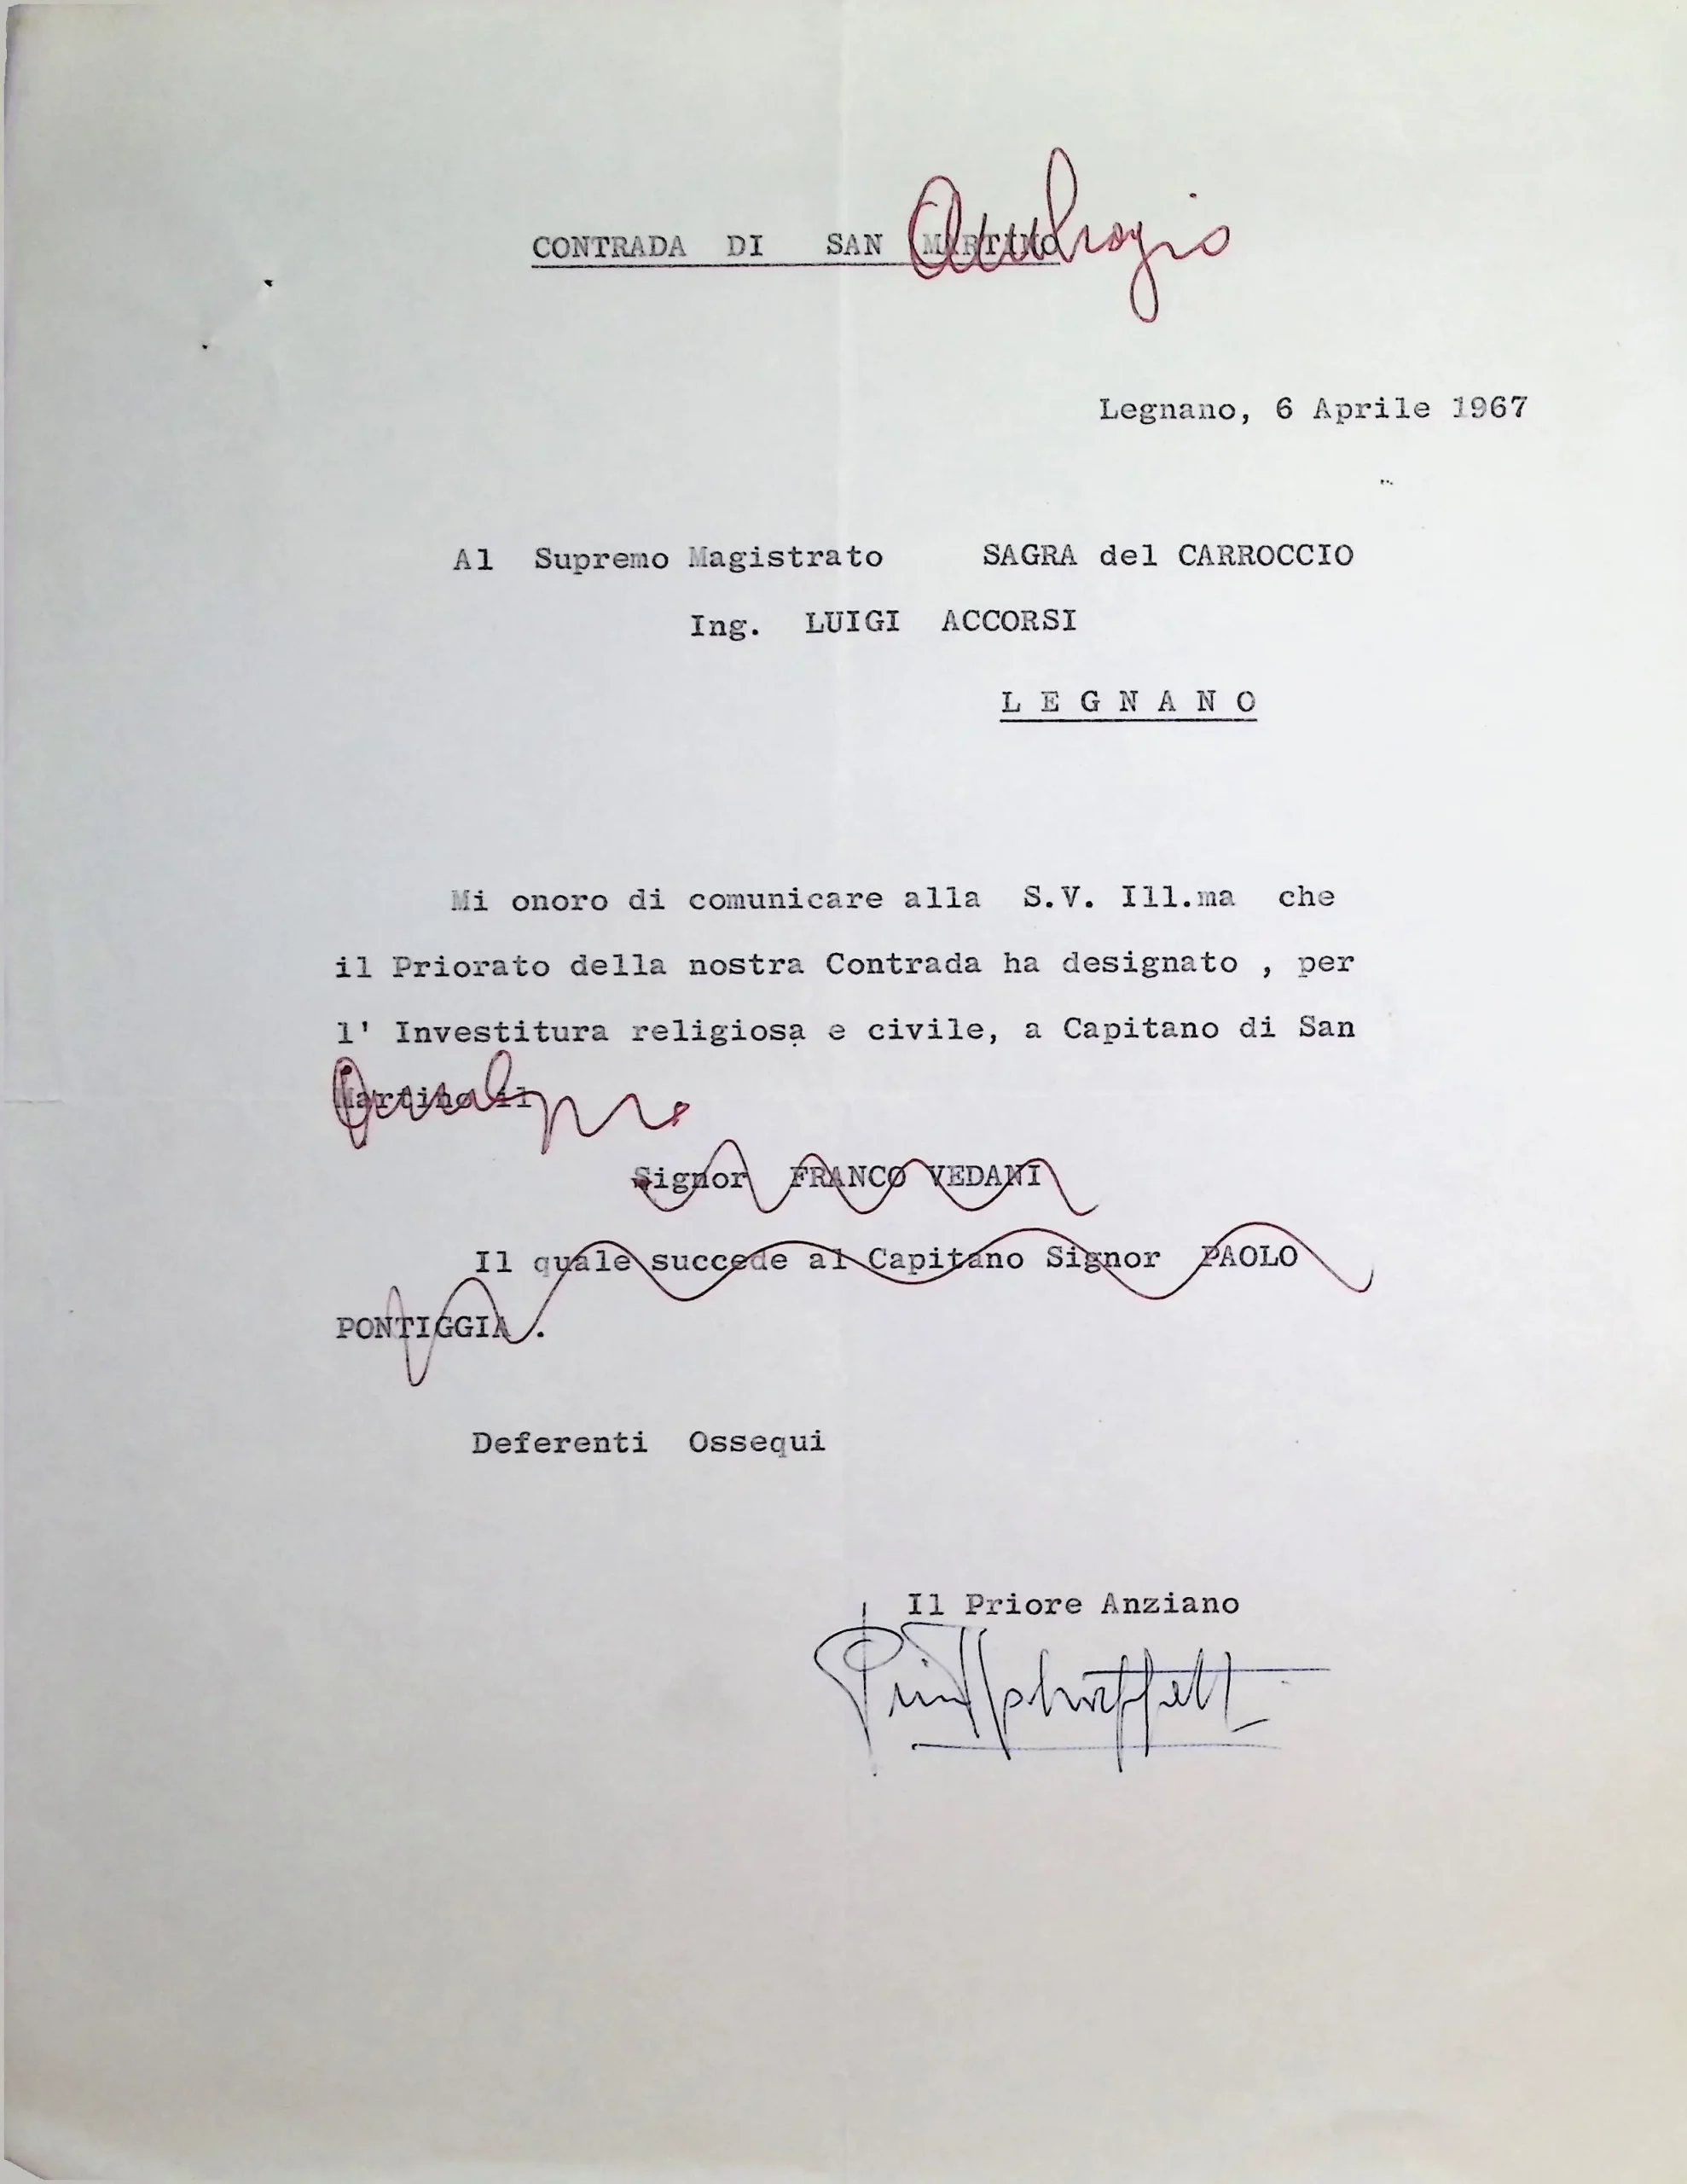 CONTRADA DI SAN MARTINO Ambrogio
Legnano, 6 Aprile 1967
Al Supremo Magistrato SAGRA del CARROCCIO
Ing. LUIGI ACCORSI
LEGNANO
Mi onoro di comunicare alla S.V. Ill.ma che
il Priorato della nostra Contrada ha designato , per
l' Investitura religiosa e civile, a Capitano di San
Martino il
Signor FRANCO VEDANI
Il quale succede al Capitano Signor PAOLO
PONTIGGIA .
Deferenti Ossequi
Il Priore Anziano